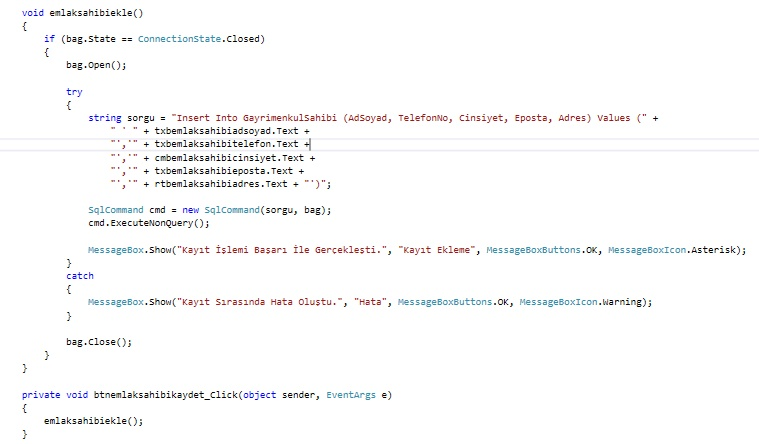 void emlaksahibiekle()
{
if (bag.State == ConnectionState.Closed)
{
bag.Open();
try
{
string sorgu = "Insert Into GayrimenkulSahibi (AdSoyad, TelefonNo, Cinsiyet, Eposta, Adres) Values (" +
" ' " + txbemlaksahibiadsoyad.Text +
"','" + txbemlaksahibitelefon.Text +
"','" + cmbemlaksahibicinsiyet.Text +
"','" + txbemlaksahibieposta.Text +
"','" + rtbemlaksahibiadres.Text + "')";
SqlCommand cmd = new SqlCommand(sorgu, bag);
cmd.ExecuteNonQuery();
MessageBox.Show("Kayıt İşlemi Başarı İle Gerçekleşti.", "Kayıt Ekleme", MessageBoxButtons.OK, MessageBoxIcon.Asterisk);
}
catch
{
MessageBox.Show("Kayıt Sırasında Hata Oluştu.", "Hata", MessageBoxButtons.OK, MessageBoxIcon.Warning);
}
bag.Close();
}
}
private void btnemlaksahibikaydet_Click(object sender, EventArgs e)
{
emlaksahibiekle();
}